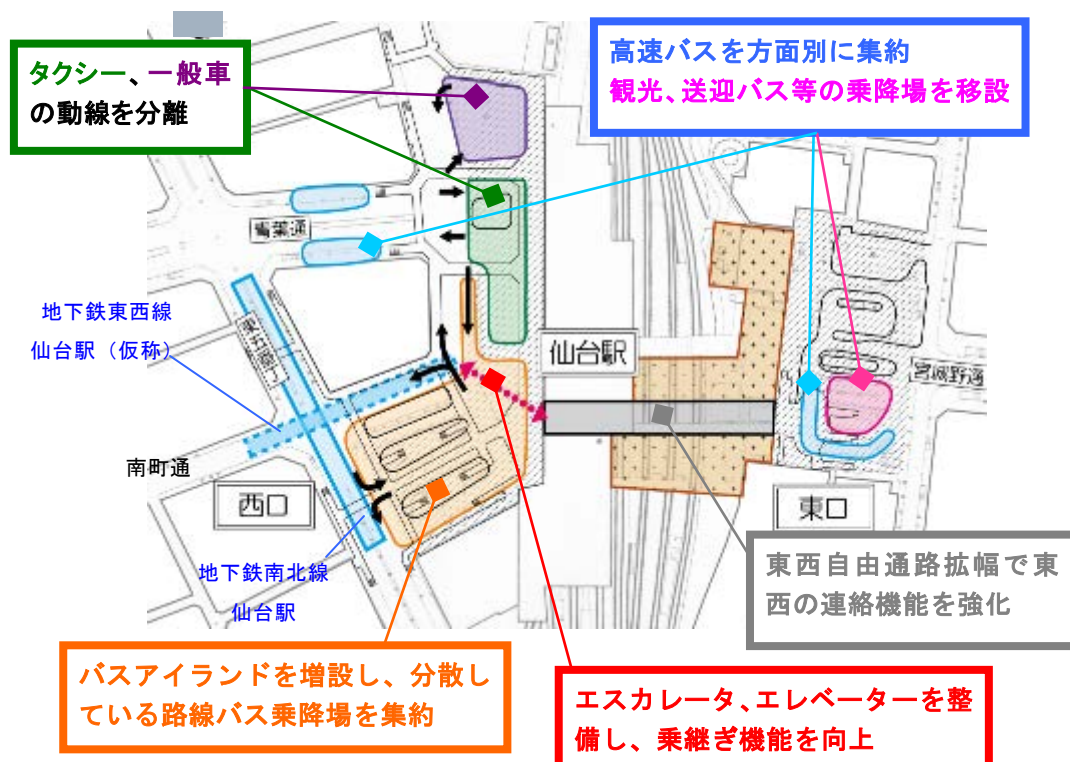 タクシー、一般車
の動線を分離
高速バスを方面別に集約
観光、送迎バス等の乗降場を移設
青葉通
地下鉄東西線
仙台駅（仮称）
仙台駅
宮城野通
南町通
西口
東口
地下鉄南北線
仙台駅
東西自由通路拡幅で東
西の連絡機能を強化
バスアイランドを増設し、分散し
ている路線バス乗降場を集約
エスカレータ、エレベーターを整
備し、乗継ぎ機能を向上